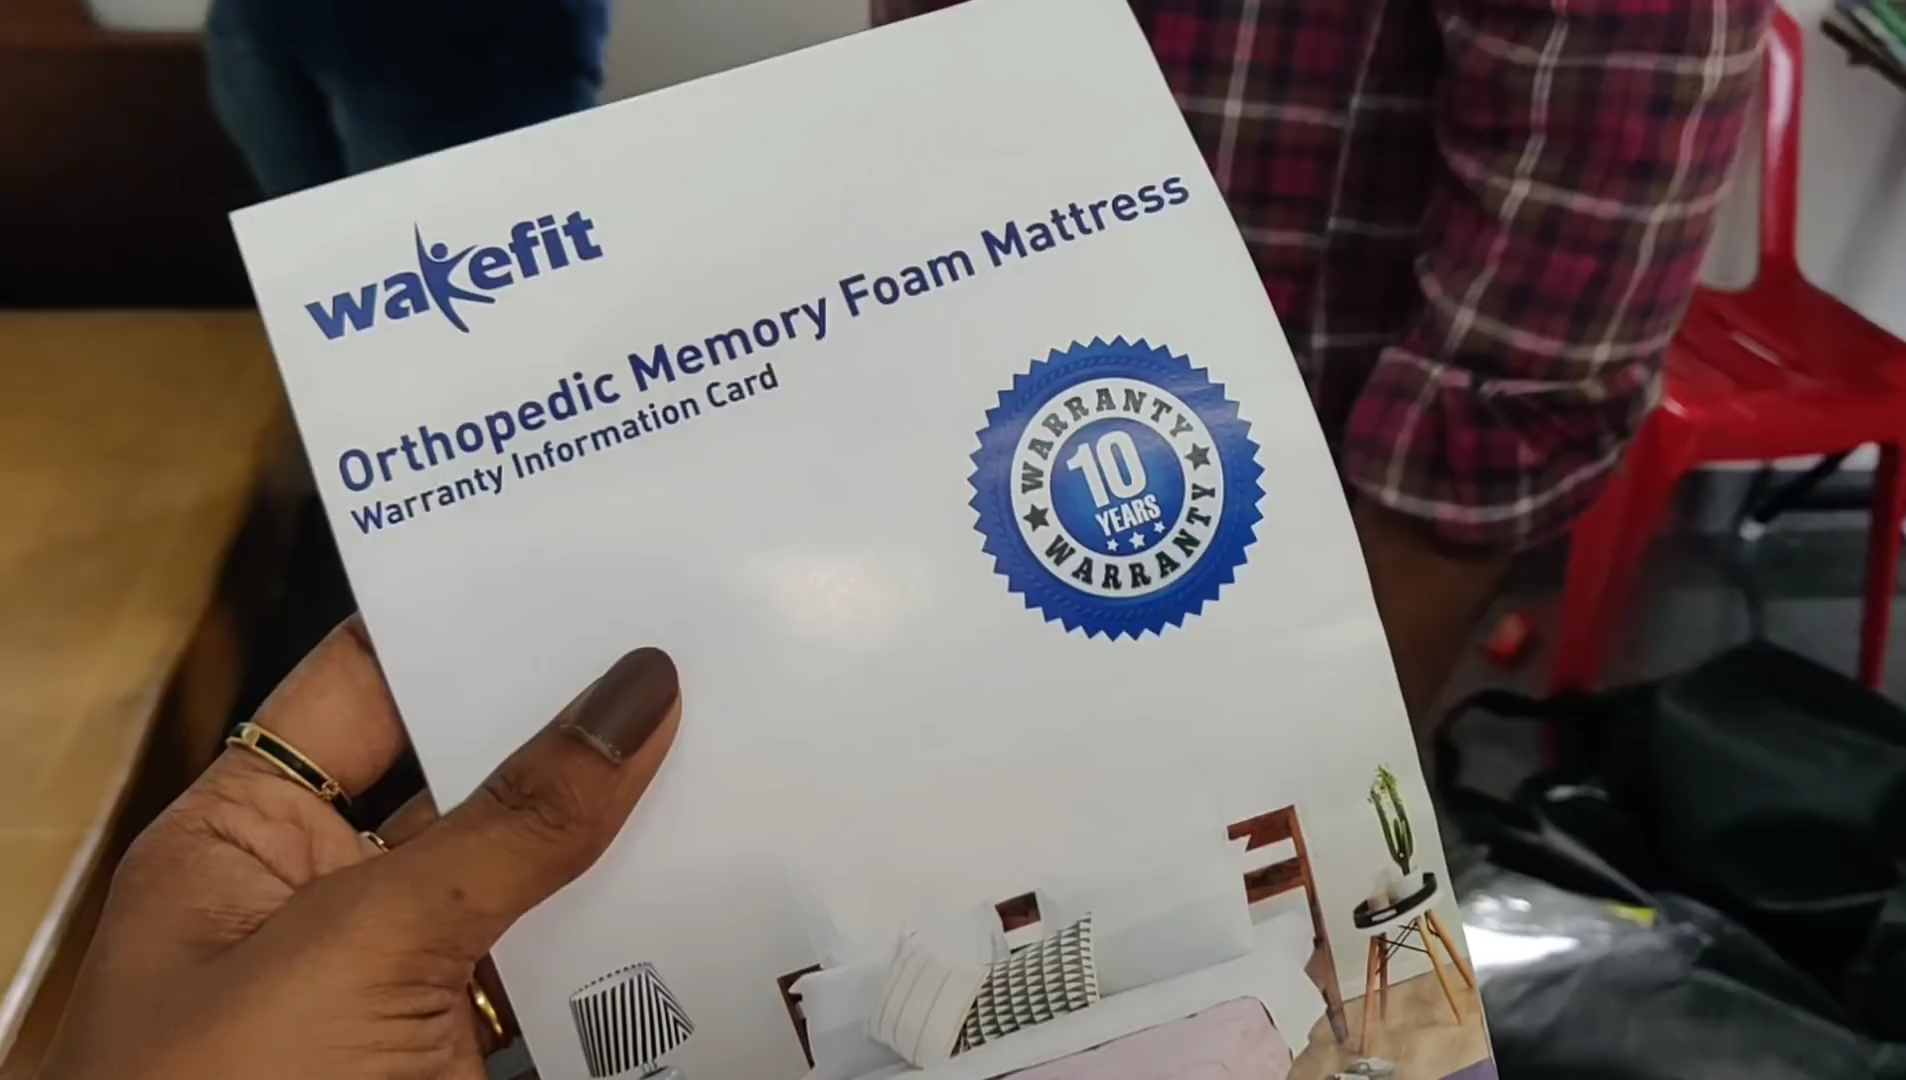 wakefit
Orthopedic Memory Foam Mattress
Warranty Information Card
WARRANTY
10
YEARS
WARRANTY